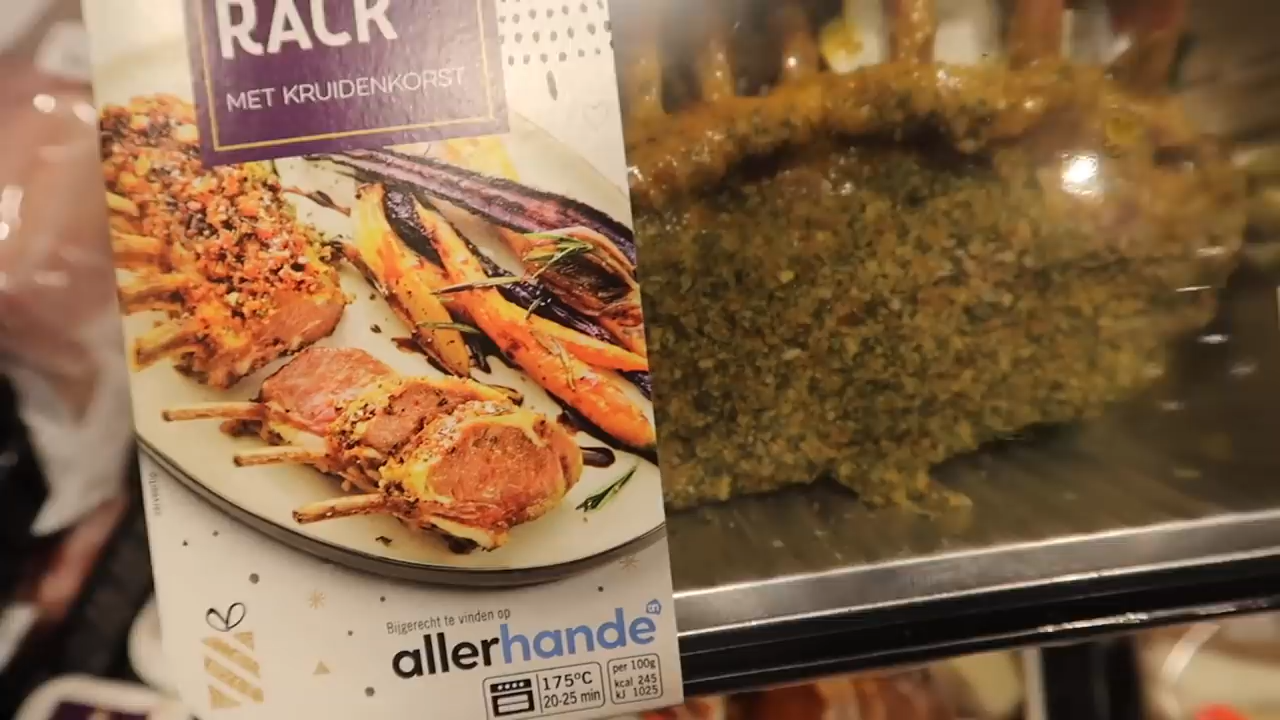 RACK
MET KRUIDENKORST
Bijgerecht te vinden op
allerhande
175°C
20-25 min
per 100g
kcal 245
kJ 1025